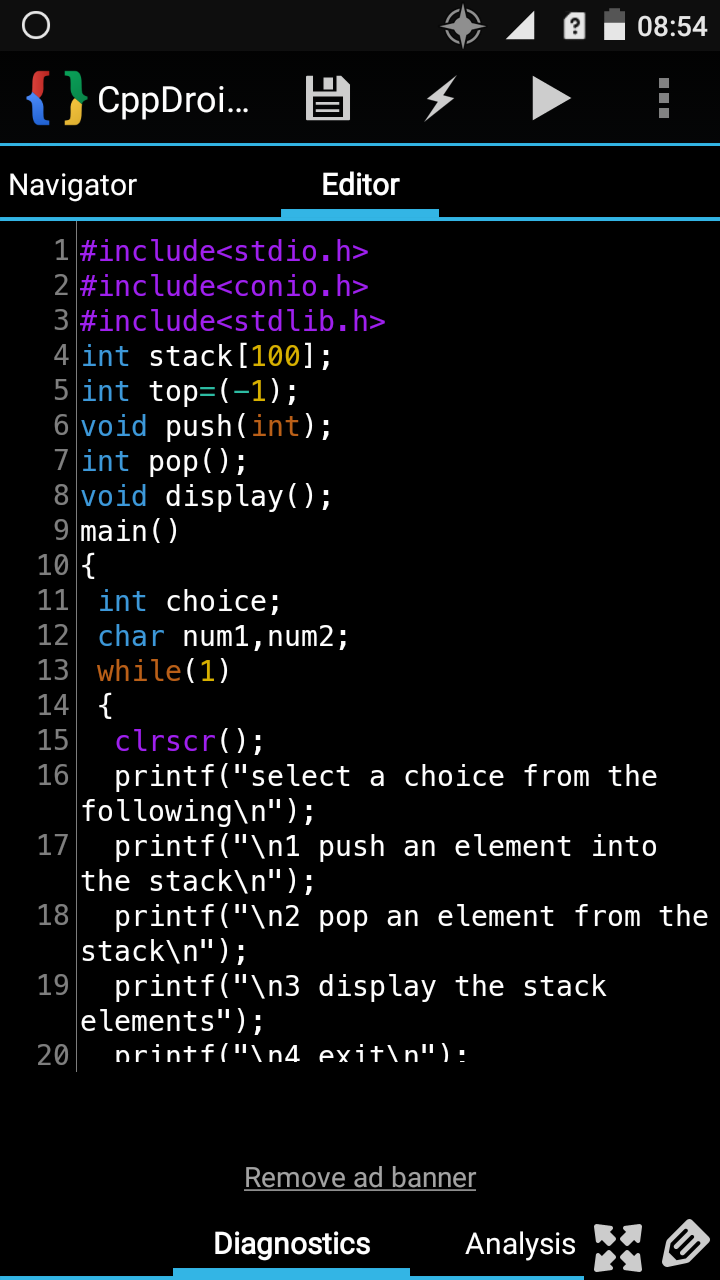 08:54
CppDroi...
Navigator Editor
1 #include<stdio.h>
2 #include<conio.h>
3 #include<stdlib.h>
4 int stack[100];
5 int top=(-1);
6 void push(int);
7 int pop();
8 void display();
9 main()
10 {
11 int choice;
12 char num1,num2;
13 while(1)
14 {
15 clrscr();
16 printf("select a choice from the
following\n");
17 printf("\n1 push an element into
the stack\n");
18 printf("\n2 pop an element from the
stack\n");
19 printf("\n3 display the stack
elements");
20 printf("\n4 exit\n");
Remove ad banner
Diagnostics Analysis